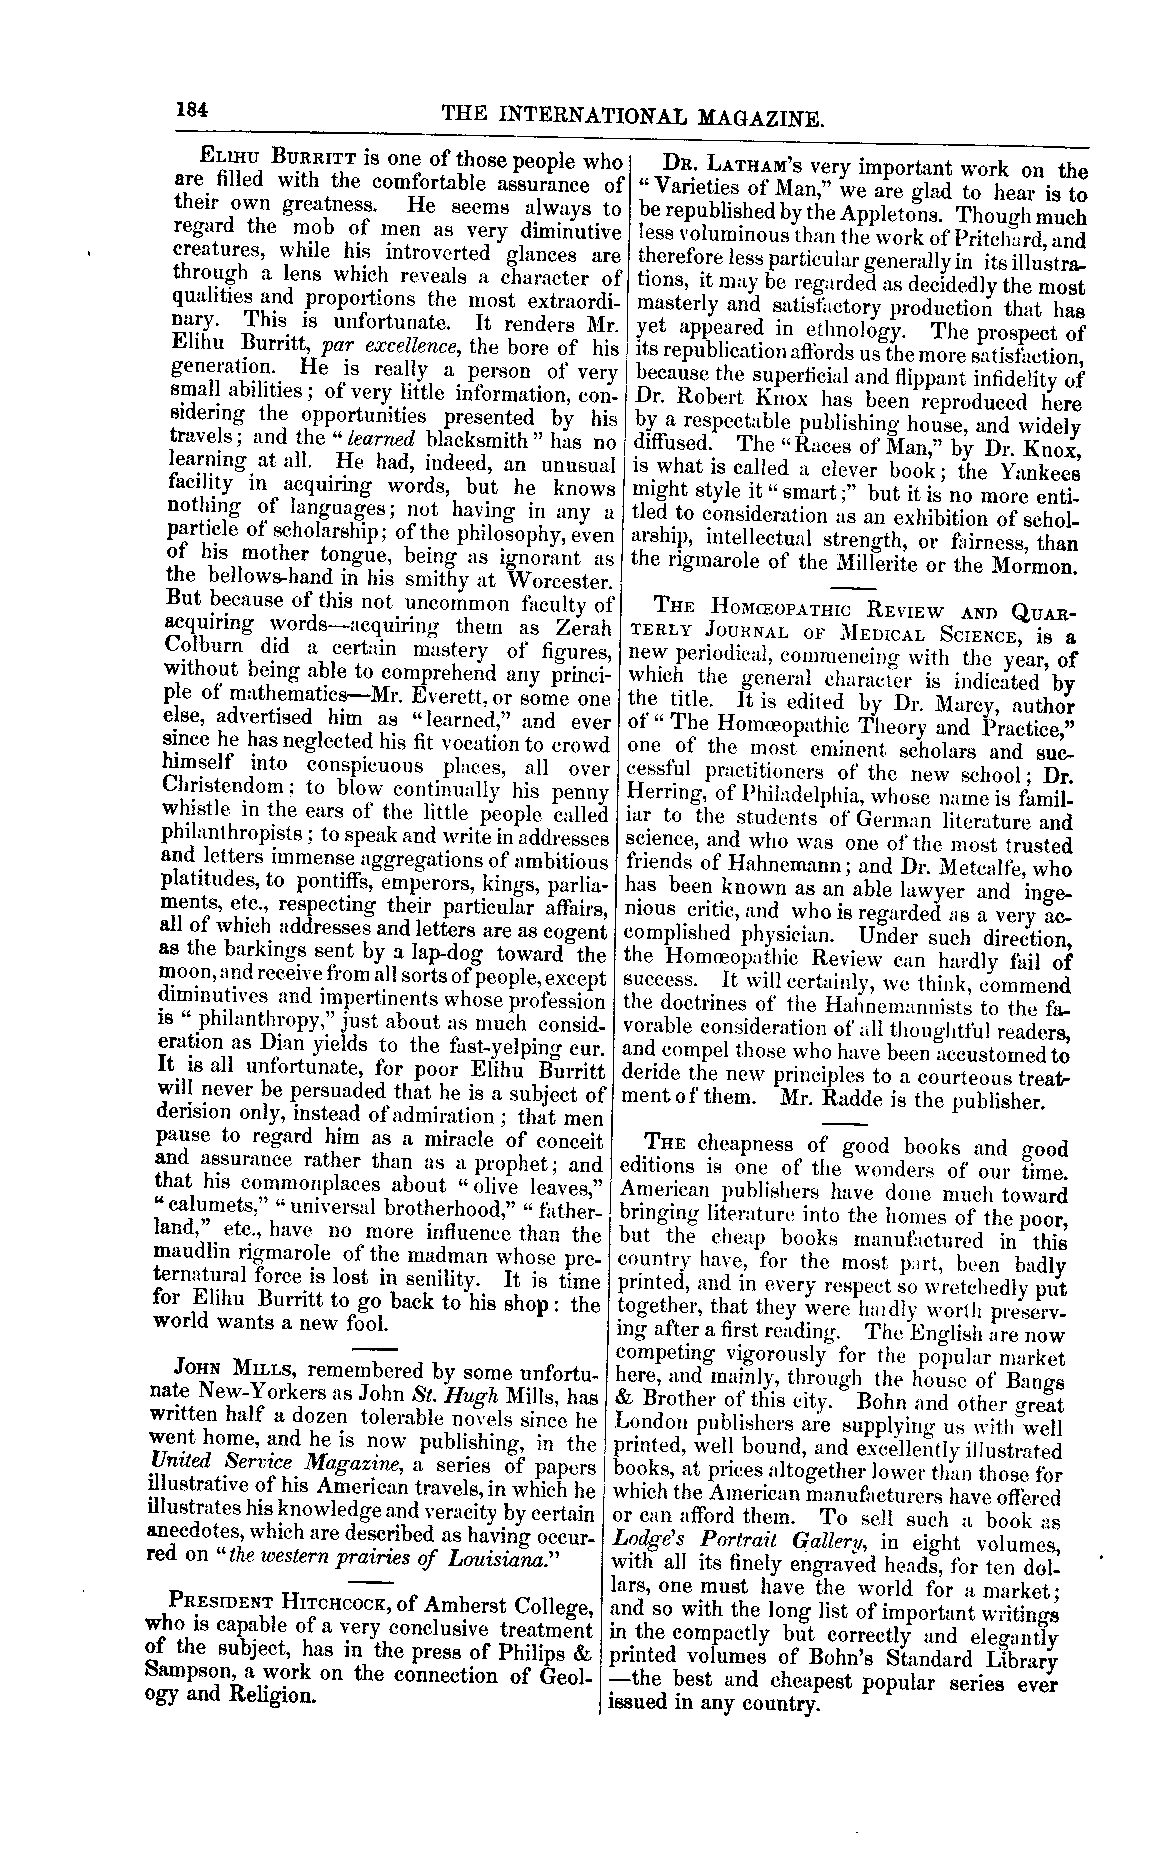 184 THE INTERNATIONAL MAGAZINE.
ELIHU BURRITT is one of those people who
are filled with the comfortable assurance of
their own greatness. He seems always to
regard the mob of men as very diminutive
creatures, while his introverted glances are
through a lens which reveals a character of
qualities and proportions the most extraordi-
nary. This is unfortunate. It renders Mr.
Elihu Burritt, par excellence, the bore of his
generation. He is really a person of very
small abilities; of very little information, con-
sidering the opportunities presented by his
travels; and the "learned blacksmith" has no
learning at all. He had, indeed, an unusual
facility in acquiring words, but he knows
nothing of languages; not having in any a
particle of scholarship; of the philosophy, even
of his mother tongue, being as ignorant as
the bellows-hand in his smithy at Worcester.
But because of this not uncommon faculty of
acquiring words—acquiring them as Zerah
Colburn did a certain mastery of figures,
without being able to comprehend any princi-
ple of mathematics—Mr. Everett, or some one
else, advertised him as "learned," and ever
since he has neglected his fit vocation to crowd
himself into conspicuous places, all over
Christendom: to blow continually his penny
whistle in the ears of the little people called
philanthropists; to speak and write in addresses
and letters immense aggregations of ambitious
platitudes, to pontiffs, emperors, kings, parlia-
ments, etc., respecting their particular affairs,
all of which addresses and letters are as cogent
as the barkings sent by a lap-dog toward the
moon, and receive from all sorts of people, except
diminutives and impertinents whose profession
is "philanthropy," just about as much consid-
eration as Dian yields to the fast-yelping cur.
It is all unfortunate, for poor Elihu Burritt
will never be persuaded that he is a subject of
derision only, instead of admiration; that men
pause to regard him as a miracle of conceit
and assurance rather than as a prophet; and
that his commonplaces about "olive leaves,"
"calumets," "universal brotherhood," "father-
land," etc., have no more influence than the
maudlin rigmarole of the madman whose pre-
ternatural force is lost in senility. It is time
for Elihu Burritt to go back to his shop: the
world wants a new fool.
JOHN MILLS, remembered by some unfortu-
nate New-Yorkers as John St. Hugh Mills, has
written half a dozen tolerable novels since he
went home, and he is now publishing, in the
United Service Magazine, a series of papers
illustrative of his American travels, in which he
illustrates his knowledge and veracity by certain
anecdotes, which are described as having occur-
red on "the western prairies of Louisiana."
PRESIDENT HITCHCOCK, of Amherst College,
who is capable of a very conclusive treatment
of the subject, has in the press of Philips &
Sampson, a work on the connection of Geol-
ogy and Religion.
DR. LATHAM'S very important work on the
"Varieties of Man," we are glad to hear is to
be republished by the Appletons. Though much
less voluminous than the work of Pritchard, and
therefore less particular generally in its illustra-
tions, it may be regarded as decidedly the most
masterly and satisfactory production that has
yet appeared in ethnology. The prospect of
its republication affords us the more satisfaction,
because the superficial and flippant infidelity of
Dr. Robert Knox has been reproduced here
by a respectable publishing house, and widely
diffused. The "Races of Man," by Dr. Knox,
is what is called a clever book; the Yankees
might style it "smart;" but it is no more enti-
tled to consideration as an exhibition of schol-
arship, intellectual strength, or fairness, than
the rigmarole of the Millerite or the Mormon.
THE HOMŒOPATHIC REVIEW AND QUAR-
TERLY JOURNAL OF MEDICAL SCIENCE, is a
new periodical, commencing with the year, of
which the general character is indicated by
the title. It is edited by Dr. Marcy, author
of "The Homœopathic Theory and Practice,"
one of the most eminent scholars and suc-
cessful practitioners of the new school; Dr.
Herring, of Philadelphia, whose name is famil-
iar to the students of German literature and
science, and who was one of the most trusted
friends of Hahnemann; and Dr. Metcalfe, who
has been known as an able lawyer and inge-
nious critic, and who is regarded as a very ac-
complished physician. Under such direction,
the Homœopathic Review can hardly fail of
success. It will certainly, we think, commend
the doctrines of the Hahnemannists to the fa-
vorable consideration of all thoughtful readers,
and compel those who have been accustomed to
deride the new principles to a courteous treat-
ment of them. Mr. Radde is the publisher.
THE cheapness of good books and good
editions is one of the wonders of our time.
American publishers have done much toward
bringing literature into the homes of the poor,
but the cheap books manufactured in this
country have, for the most part, been badly
printed, and in every respect so wretchedly put
together, that they were hardly worth preserv-
ing after a first reading. The English are now
competing vigorously for the popular market
here, and mainly, through the house of Bangs
& Brother of this city. Bohn and other great
London publishers are supplying us with well
printed, well bound, and excellently illustrated
books, at prices altogether lower than those for
which the American manufacturers have offered
or can afford them. To sell such a book as
Lodge's Portrait Gallery, in eight volumes,
with all its finely engraved heads, for ten dol-
lars, one must have the world for a market;
and so with the long list of important writings
in the compactly but correctly and elegantly
printed volumes of Bohn's Standard Library
—the best and cheapest popular series ever
issued in any country.